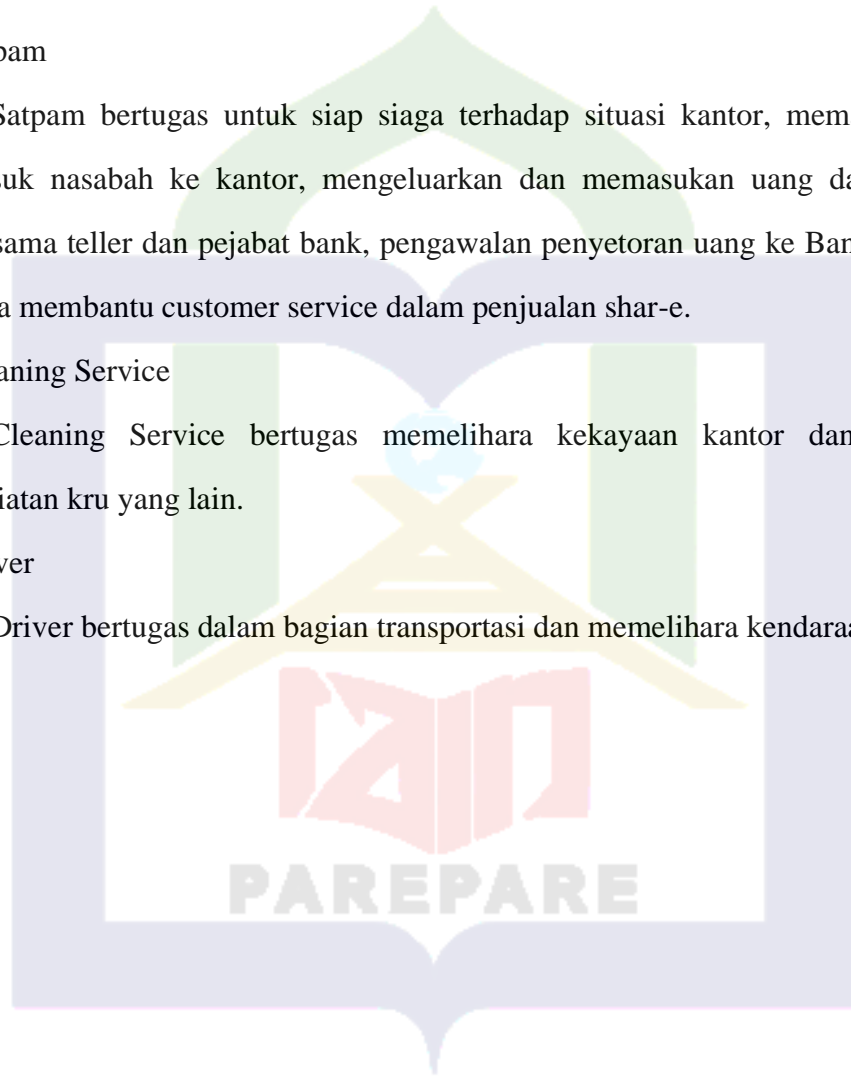 pam
Satpam bertugas untuk siap siaga terhadap situasi kantor, mem
suk nasabah ke kantor, mengeluarkan dan memasukan uang da
sama teller dan pejabat bank, pengawalan penyetoran uang ke Ban
a membantu customer service dalam penjualan shar-e.
aning Service
Cleaning Service bertugas memelihara kekayaan kantor dan
iatan kru yang lain.
ver
Driver bertugas dalam bagian transportasi dan memelihara kendaraa
PAREPARE